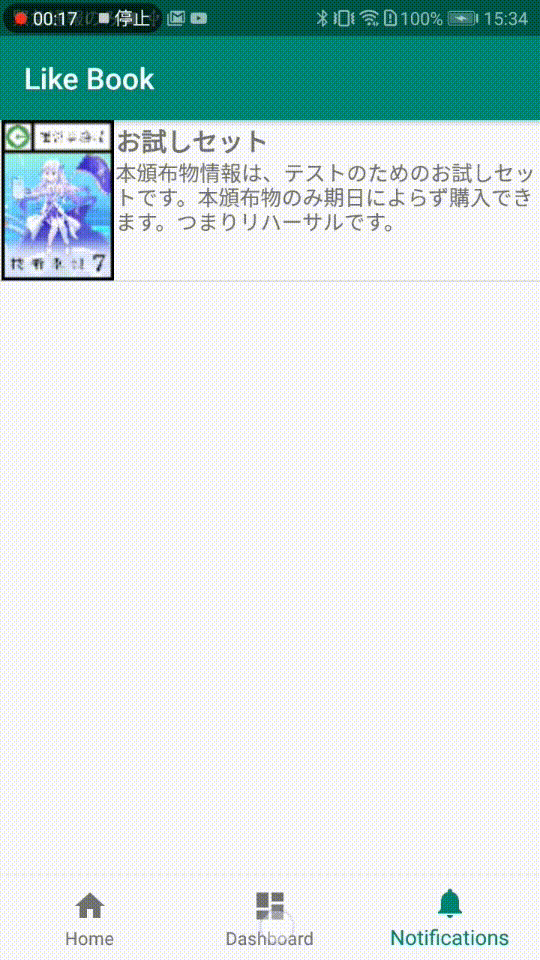 00:17 停止 100% 15:34
Like Book
お試しセット
本頒布物情報は、テストのためのお試しセッ
トです。本頒布物のみ期日によらず購入でき
ます。つまりリハーサルです。
7
Home Dashboard Notifications